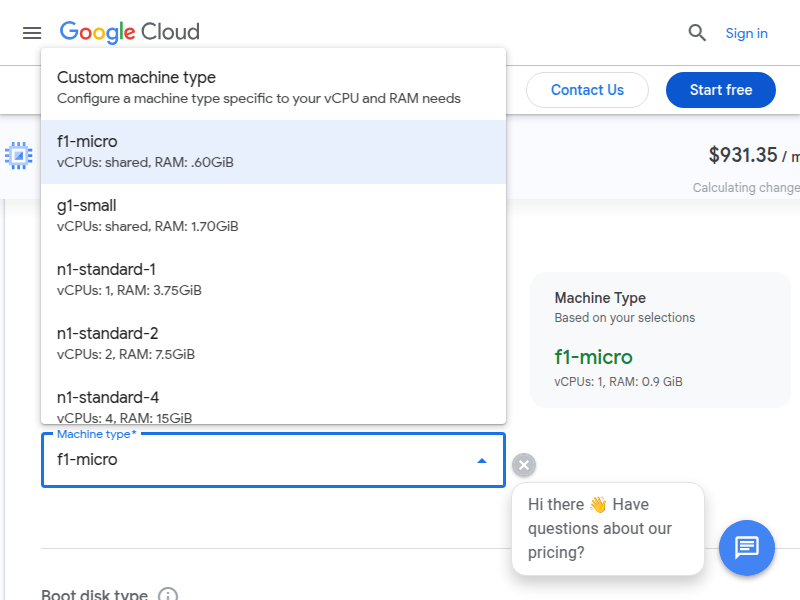 Google Cloud
Sign in
Contact Us
Start free
Custom machine type
Configure a machine type specific to your vCPU and RAM needs
f1-micro
vCPUs: shared, RAM: .60GiB
g1-small
vCPUs: shared, RAM: 1.70GiB
n1-standard-1
vCPUs: 1, RAM: 3.75GiB
n1-standard-2
vCPUs: 2, RAM: 7.5GiB
n1-standard-4
vCPUs: 4, RAM: 15GiB
Machine type*
f1-micro
$931.35 / m
Calculating change
Machine Type
Based on your selections
f1-micro
vCPUs: 1, RAM: 0.9 GiB
Hi there 👋 Have
questions about our
pricing?
Boot disk type